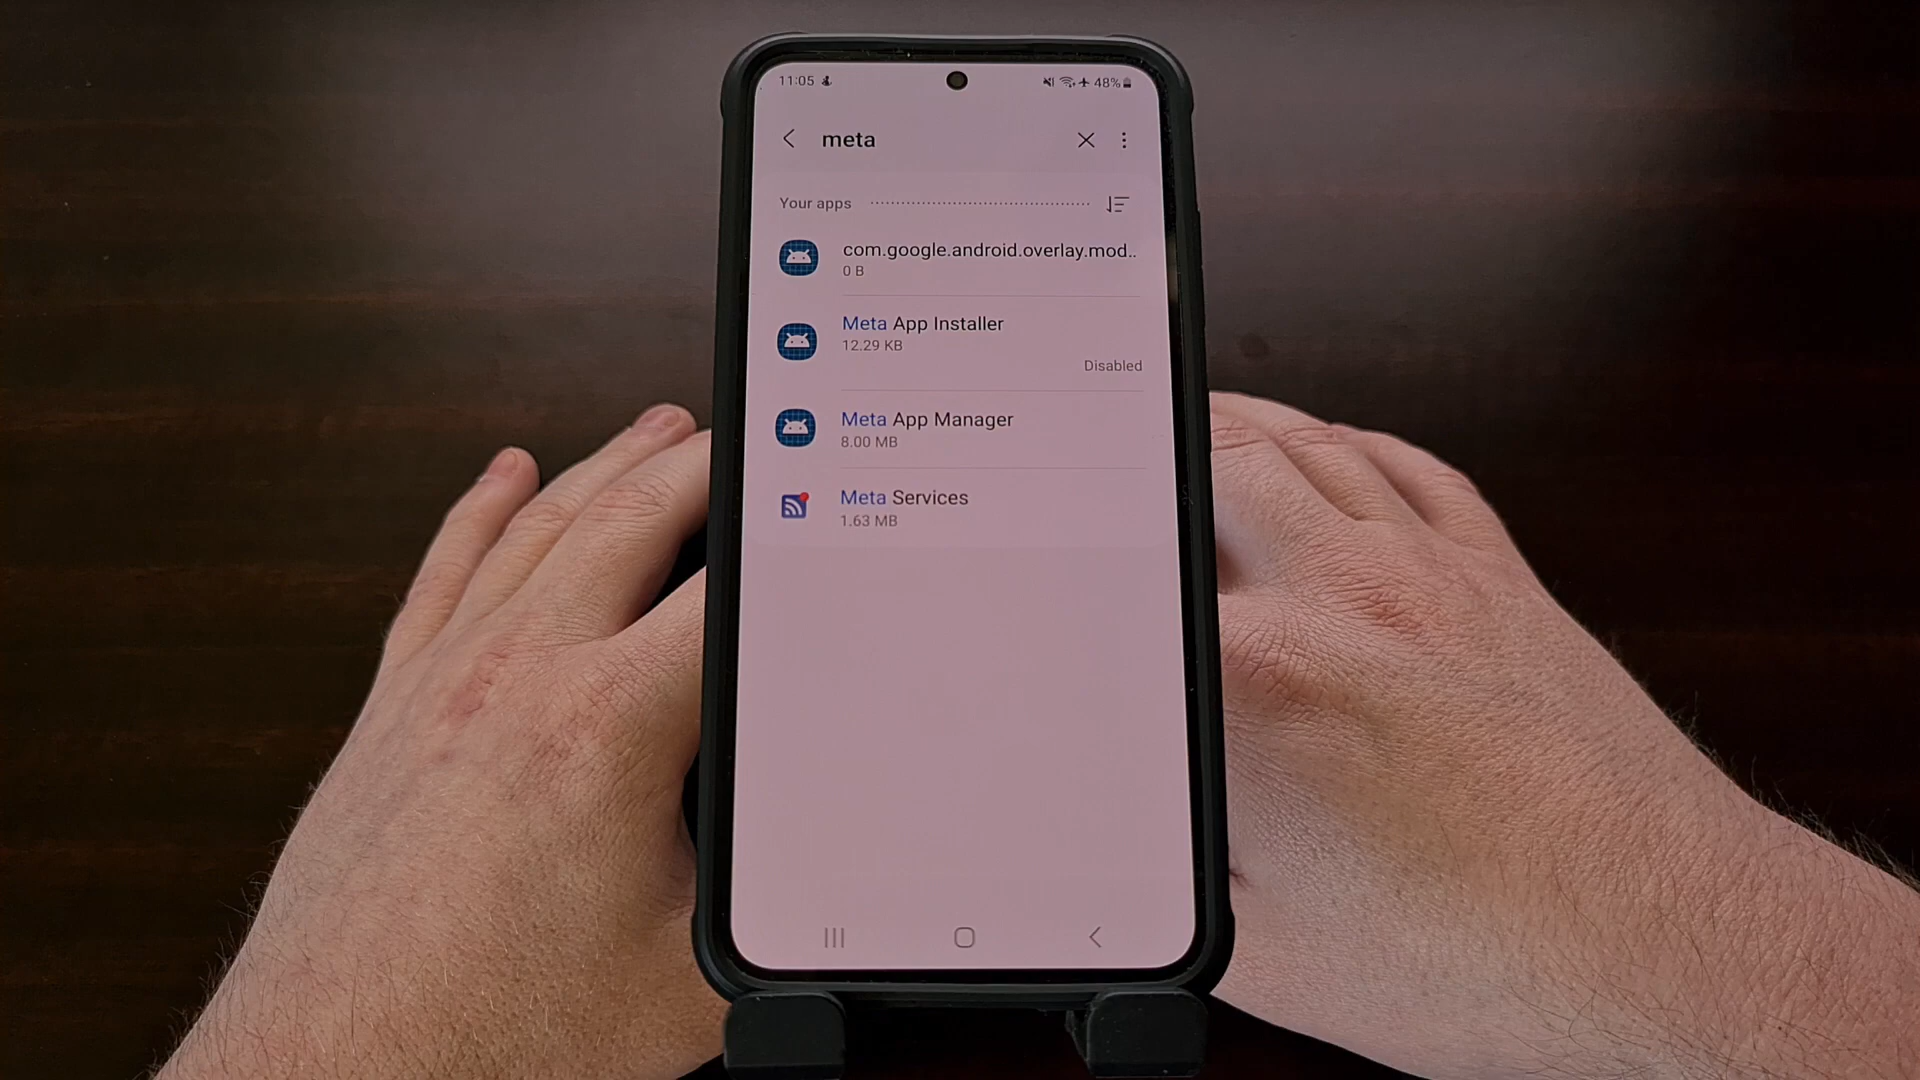 11:05 48%
meta
Your apps
com.google.android.overlay.mod..
0 B
Meta App Installer
12.29 KB
Disabled
Meta App Manager
8.00 MB
Meta Services
1.63 MB